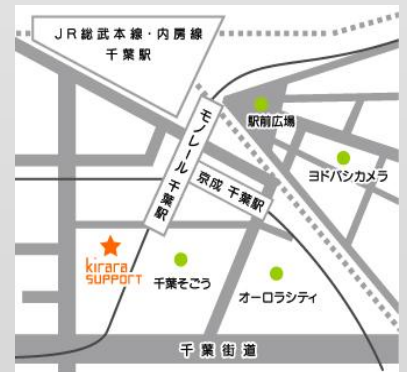 JR総武本線・内房線
千葉駅
モノレール 千葉駅
駅前広場
ヨドバシカメラ
京成 千葉駅
kirara
SUPPORT
千葉そごう
オーロラシティ
千葉街道